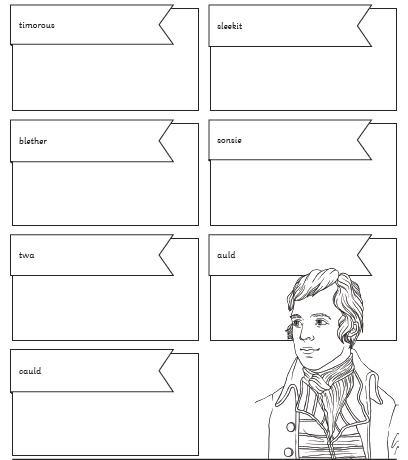 timorous
sleekit
blether
sonsie
twa
auld
cauld